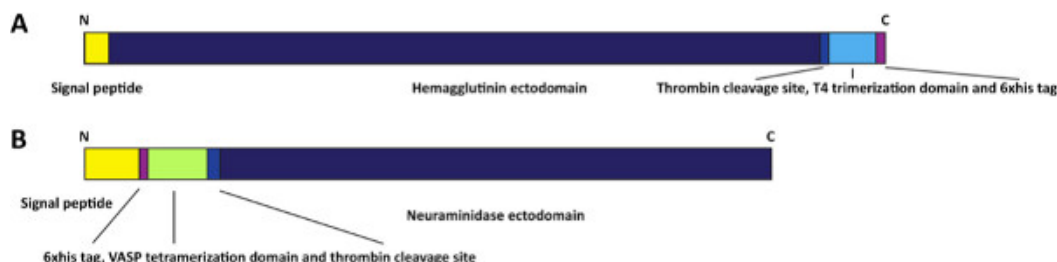 A
N
C
Signal peptide
Hemagglutinin ectodomain
Thrombin cleavage site, T4 trimerization domain and 6xhis tag
B
N
C
Signal peptide
Neuraminidase ectodomain
6xhis tag, VASP tetramerization domain and thrombin cleavage site